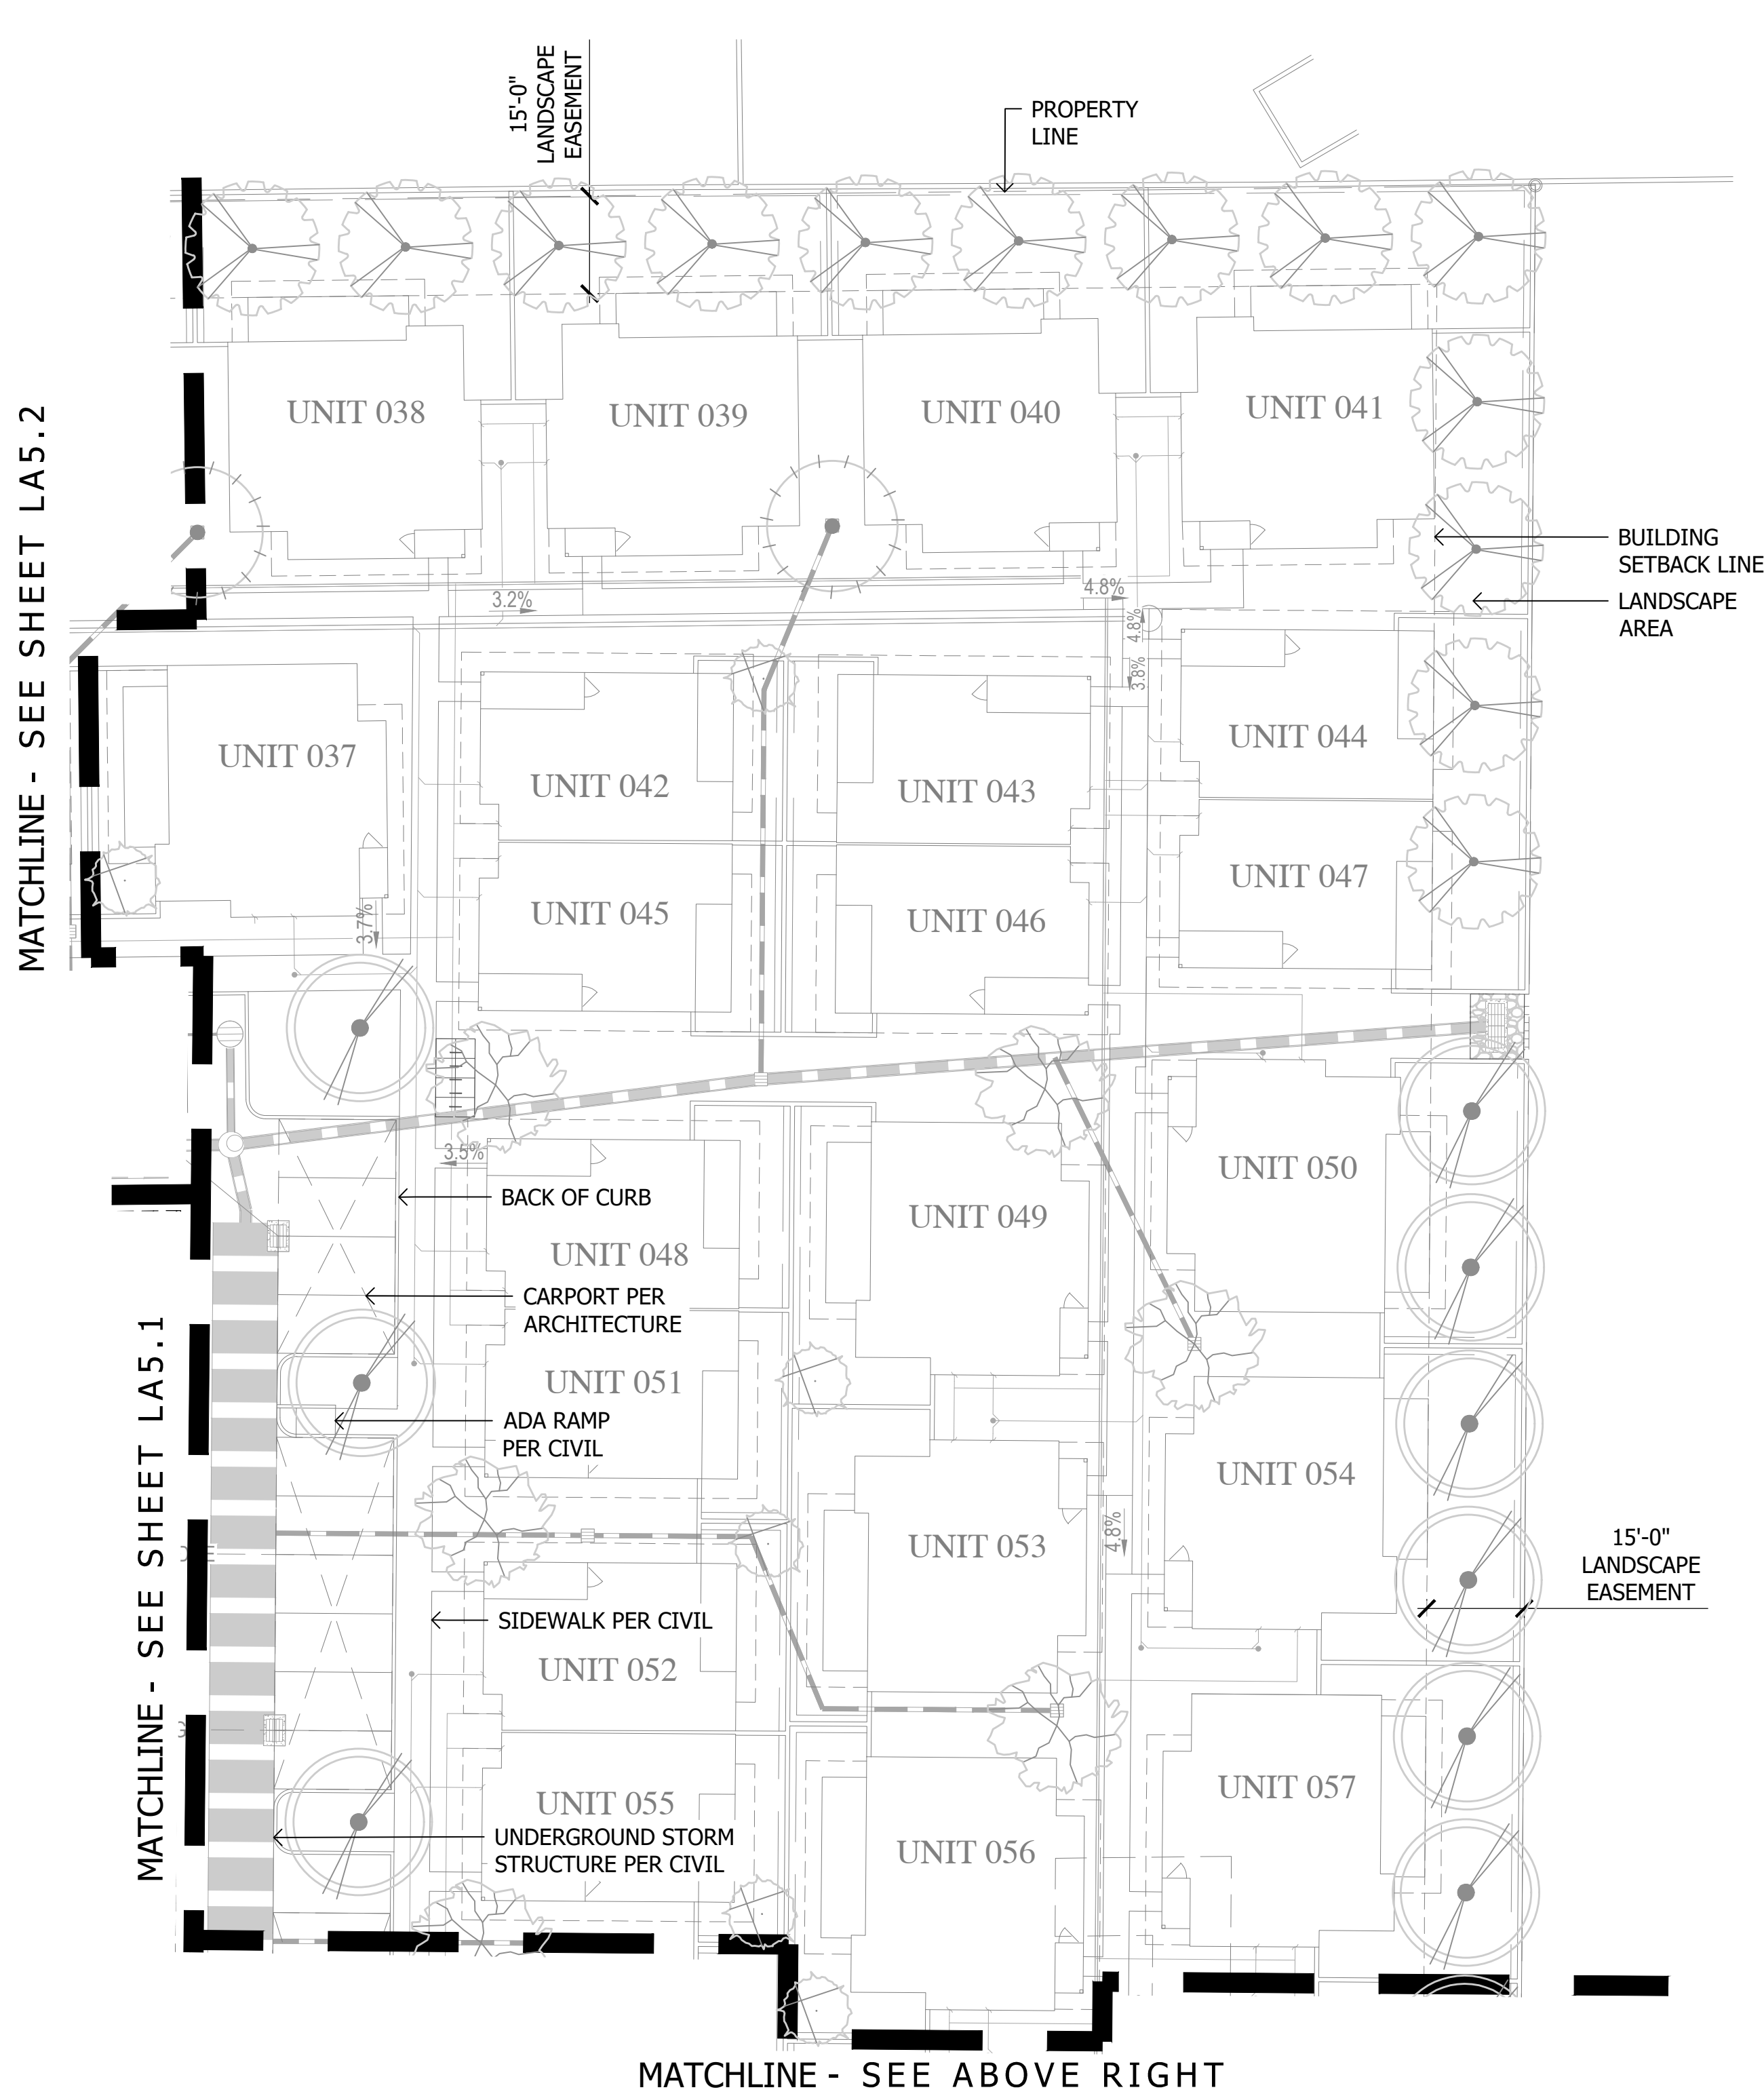 15'-0"
LANDSCAPE
EASEMENT
PROPERTY
LINE
UNIT 038
UNIT 039
UNIT 040
UNIT 041
MATCHLINE - SEE SHEET LA5.2
BUILDING
SETBACK LINE
LANDSCAPE
AREA
3.2%
4.8%
4.8%
3.8%
UNIT 037
UNIT 042
UNIT 043
UNIT 044
UNIT 045
UNIT 046
UNIT 047
3.7%
3.5%
BACK OF CURB
UNIT 048
UNIT 049
UNIT 050
CARPORT PER
ARCHITECTURE
UNIT 051
ADA RAMP
PER CIVIL
MATCHLINE - SEE SHEET LA5.1
UNIT 053
UNIT 054
4.8%
15'-0"
LANDSCAPE
EASEMENT
SIDEWALK PER CIVIL
UNIT 052
UNIT 055
UNIT 056
UNIT 057
UNDERGROUND STORM
STRUCTURE PER CIVIL
MATCHLINE - SEE ABOVE RIGHT